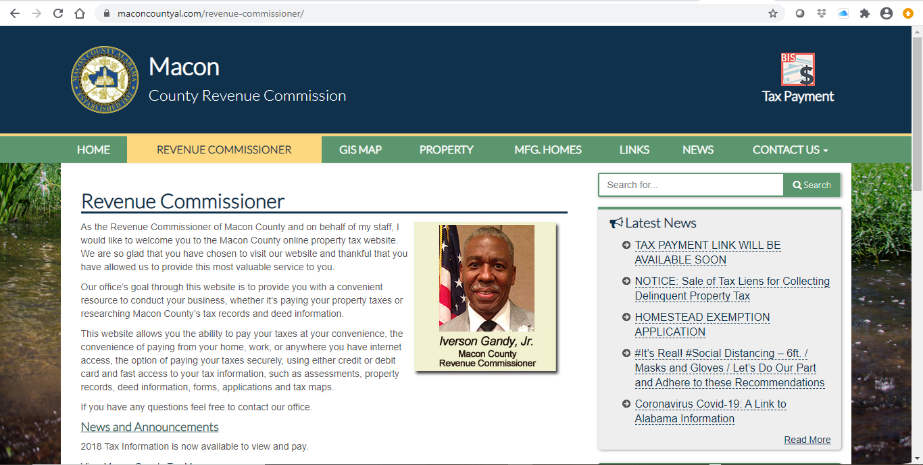 maconcountyal.com/revenue-commissioner/
Macon
County Revenue Commission
BIS
$
Tax Payment
HOME
REVENUE COMMISSIONER
GIS MAP
PROPERTY
MFG. HOMES
LINKS
NEWS
CONTACT US
Revenue Commissioner
As the Revenue Commissioner of Macon County and on behalf of my staff, I
would like to welcome you to the Macon County online property tax website.
We are so glad that you have chosen to visit our website and thankful that you
have allowed us to provide this most valuable service to you.
Our office's goal through this website is to provide you with a convenient
resource to conduct your business, whether it's paying your property taxes or
researching Macon County's tax records and deed information.
This website allows you the ability to pay your taxes at your convenience, the
convenience of paying from your home, work, or anywhere you have internet
access, the option of paying your taxes securely, using either credit or debit
card and fast access to your tax information, such as assessments, property
records, deed information, forms, applications and tax maps.
If you have any questions feel free to contact our office.
News and Announcements
2018 Tax Information is now available to view and pay.
Iverson Gandy, Jr.
Macon County
Revenue Commissioner
Search for...
Search
Latest News
TAX PAYMENT LINK WILL BE
AVAILABLE SOON
NOTICE: Sale of Tax Liens for Collecting
Delinquent Property Tax
HOMESTEAD EXEMPTION
APPLICATION
#It's Real! #Social Distancing – 6ft. /
Masks and Gloves / Let's Do Our Part
and Adhere to these Recommendations
Coronavirus Covid-19: A Link to
Alabama Information
Read More